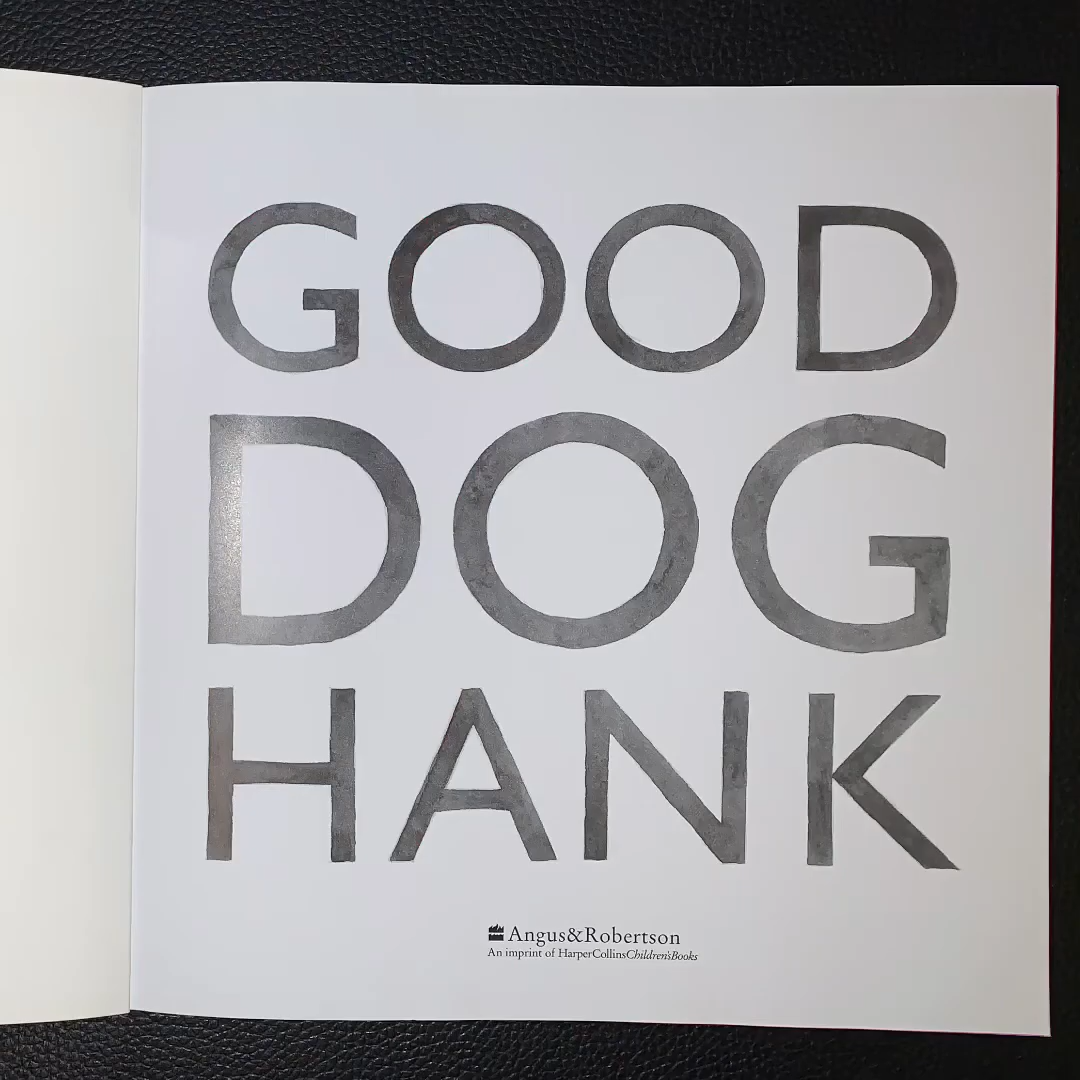 GOOD
DOG
HANK
Angus&Robertson
An imprint of HarperCollinsChildren'sBooks